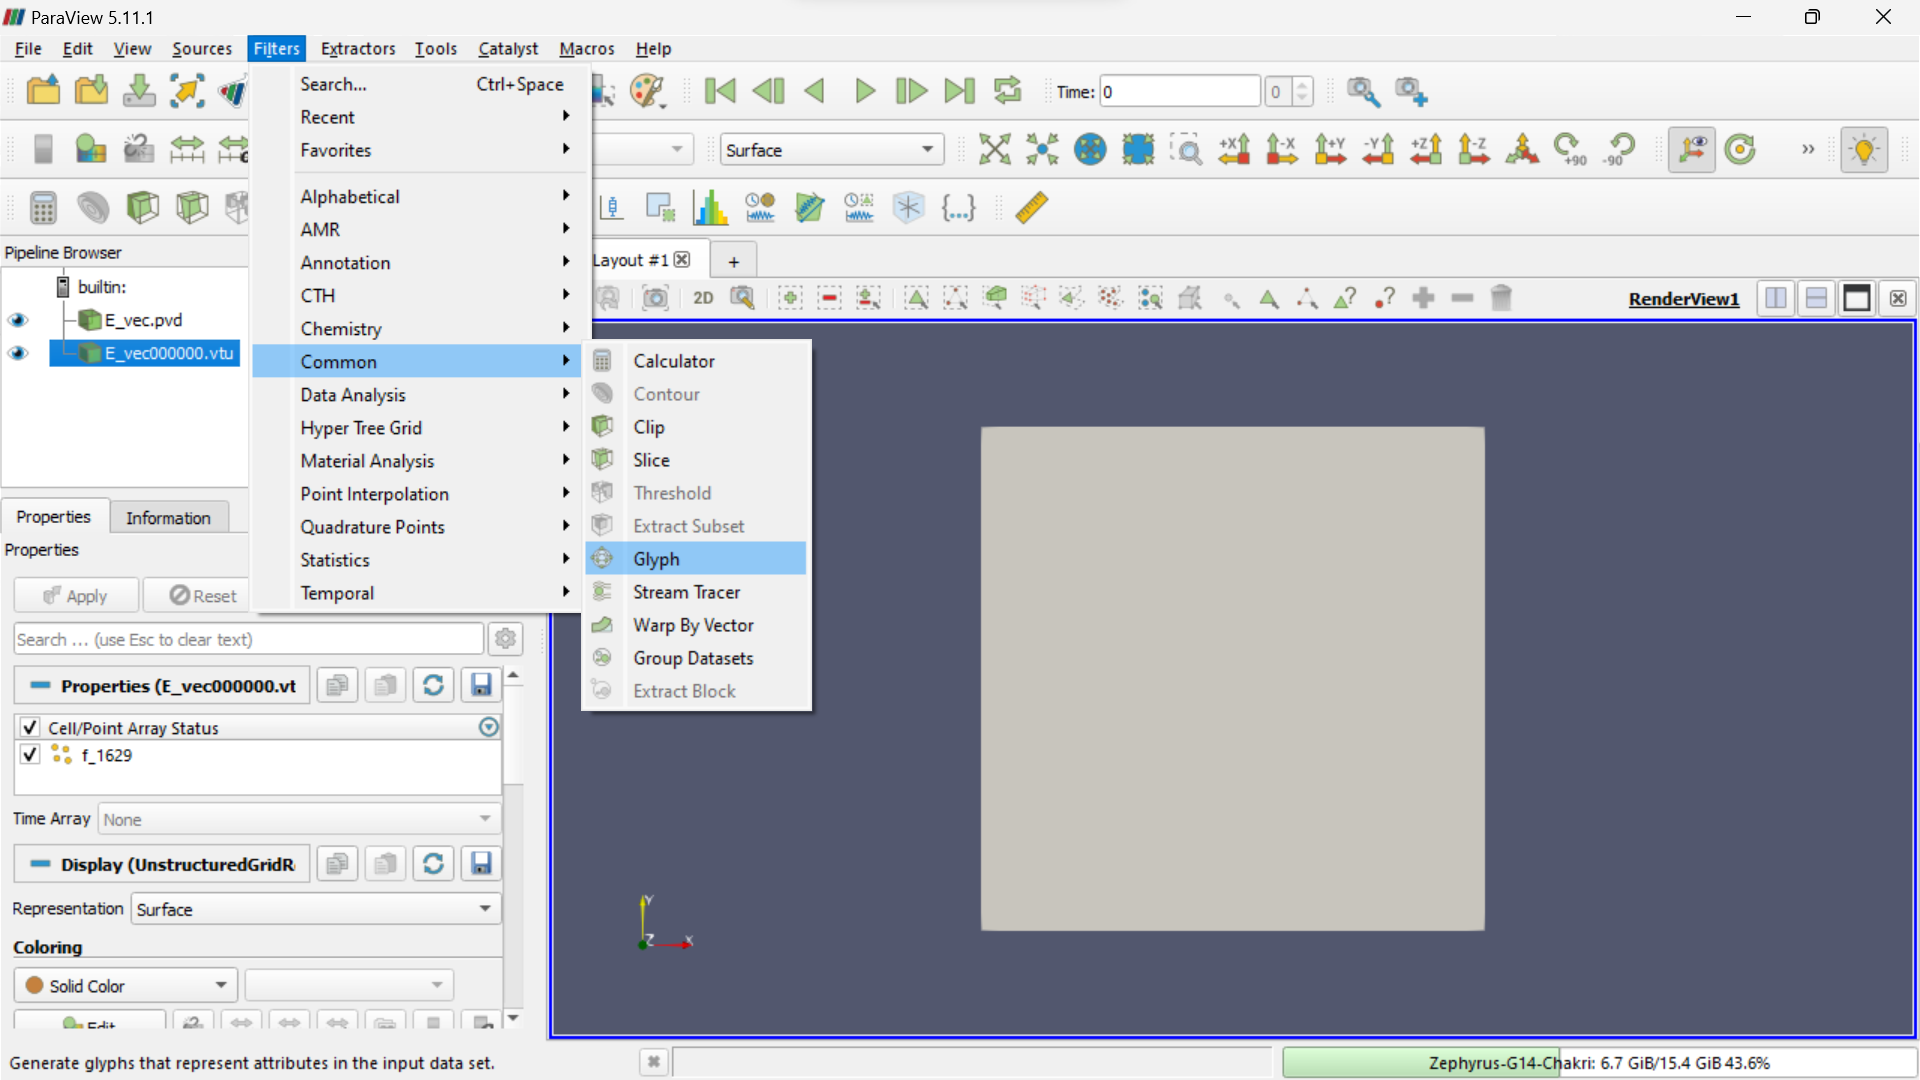 ParaView 5.11.1
File Edit View Sources Filters Extractors Tools Catalyst Macros Help
Search... Ctrl+Space
Recent
Favorites
Alphabetical
AMR
Annotation
CTH
Chemistry
Common
Data Analysis
Hyper Tree Grid
Material Analysis
Point Interpolation
Quadrature Points
Statistics
Temporal
Calculator
Contour
Clip
Slice
Threshold
Extract Subset
Glyph
Stream Tracer
Warp By Vector
Group Datasets
Extract Block
Time: 0 0
Surface
+X -X +Y -Y +Z -Z +90 -90
Pipeline Browser
builtin:
E_vec.pvd
E_vec000000.vtu
Layout #1 +
2D
RenderView1
Properties Information
Properties
Apply Reset
Search ... (use Esc to clear text)
Properties (E_vec000000.vt
Cell/Point Array Status
f_1629
Time Array None
Display (UnstructuredGridR
Representation Surface
Coloring
Solid Color
Edit
Y
Z X
Generate glyphs that represent attributes in the input data set.
Zephyrus-G14-Chakri: 6.7 GiB/15.4 GiB 43.6%